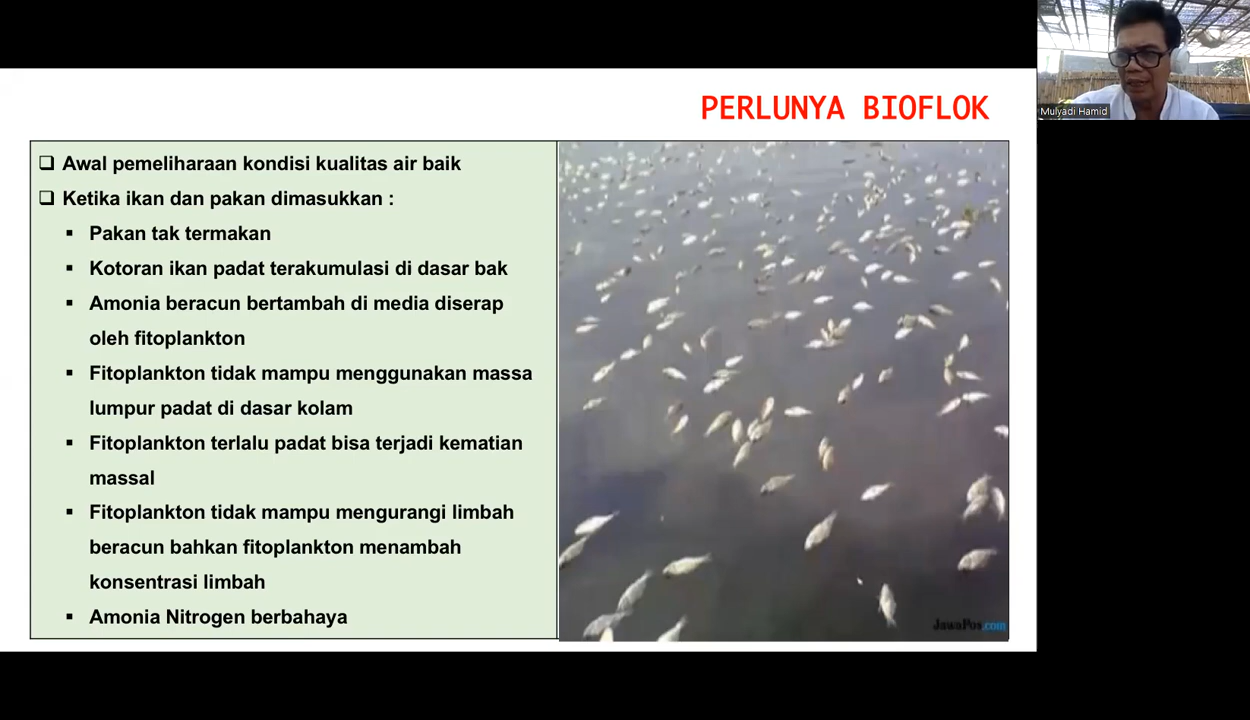 PERLUNYA BIOFLOK
Mulyadi Hamid
Awal pemeliharaan kondisi kualitas air baik
Ketika ikan dan pakan dimasukkan :
Pakan tak termakan
Kotoran ikan padat terakumulasi di dasar bak
Amonia beracun bertambah di media diserap
oleh fitoplankton
Fitoplankton tidak mampu menggunakan massa
lumpur padat di dasar kolam
Fitoplankton terlalu padat bisa terjadi kematian
massal
Fitoplankton tidak mampu mengurangi limbah
beracun bahkan fitoplankton menambah
konsentrasi limbah
Amonia Nitrogen berbahaya
JawaPos.com